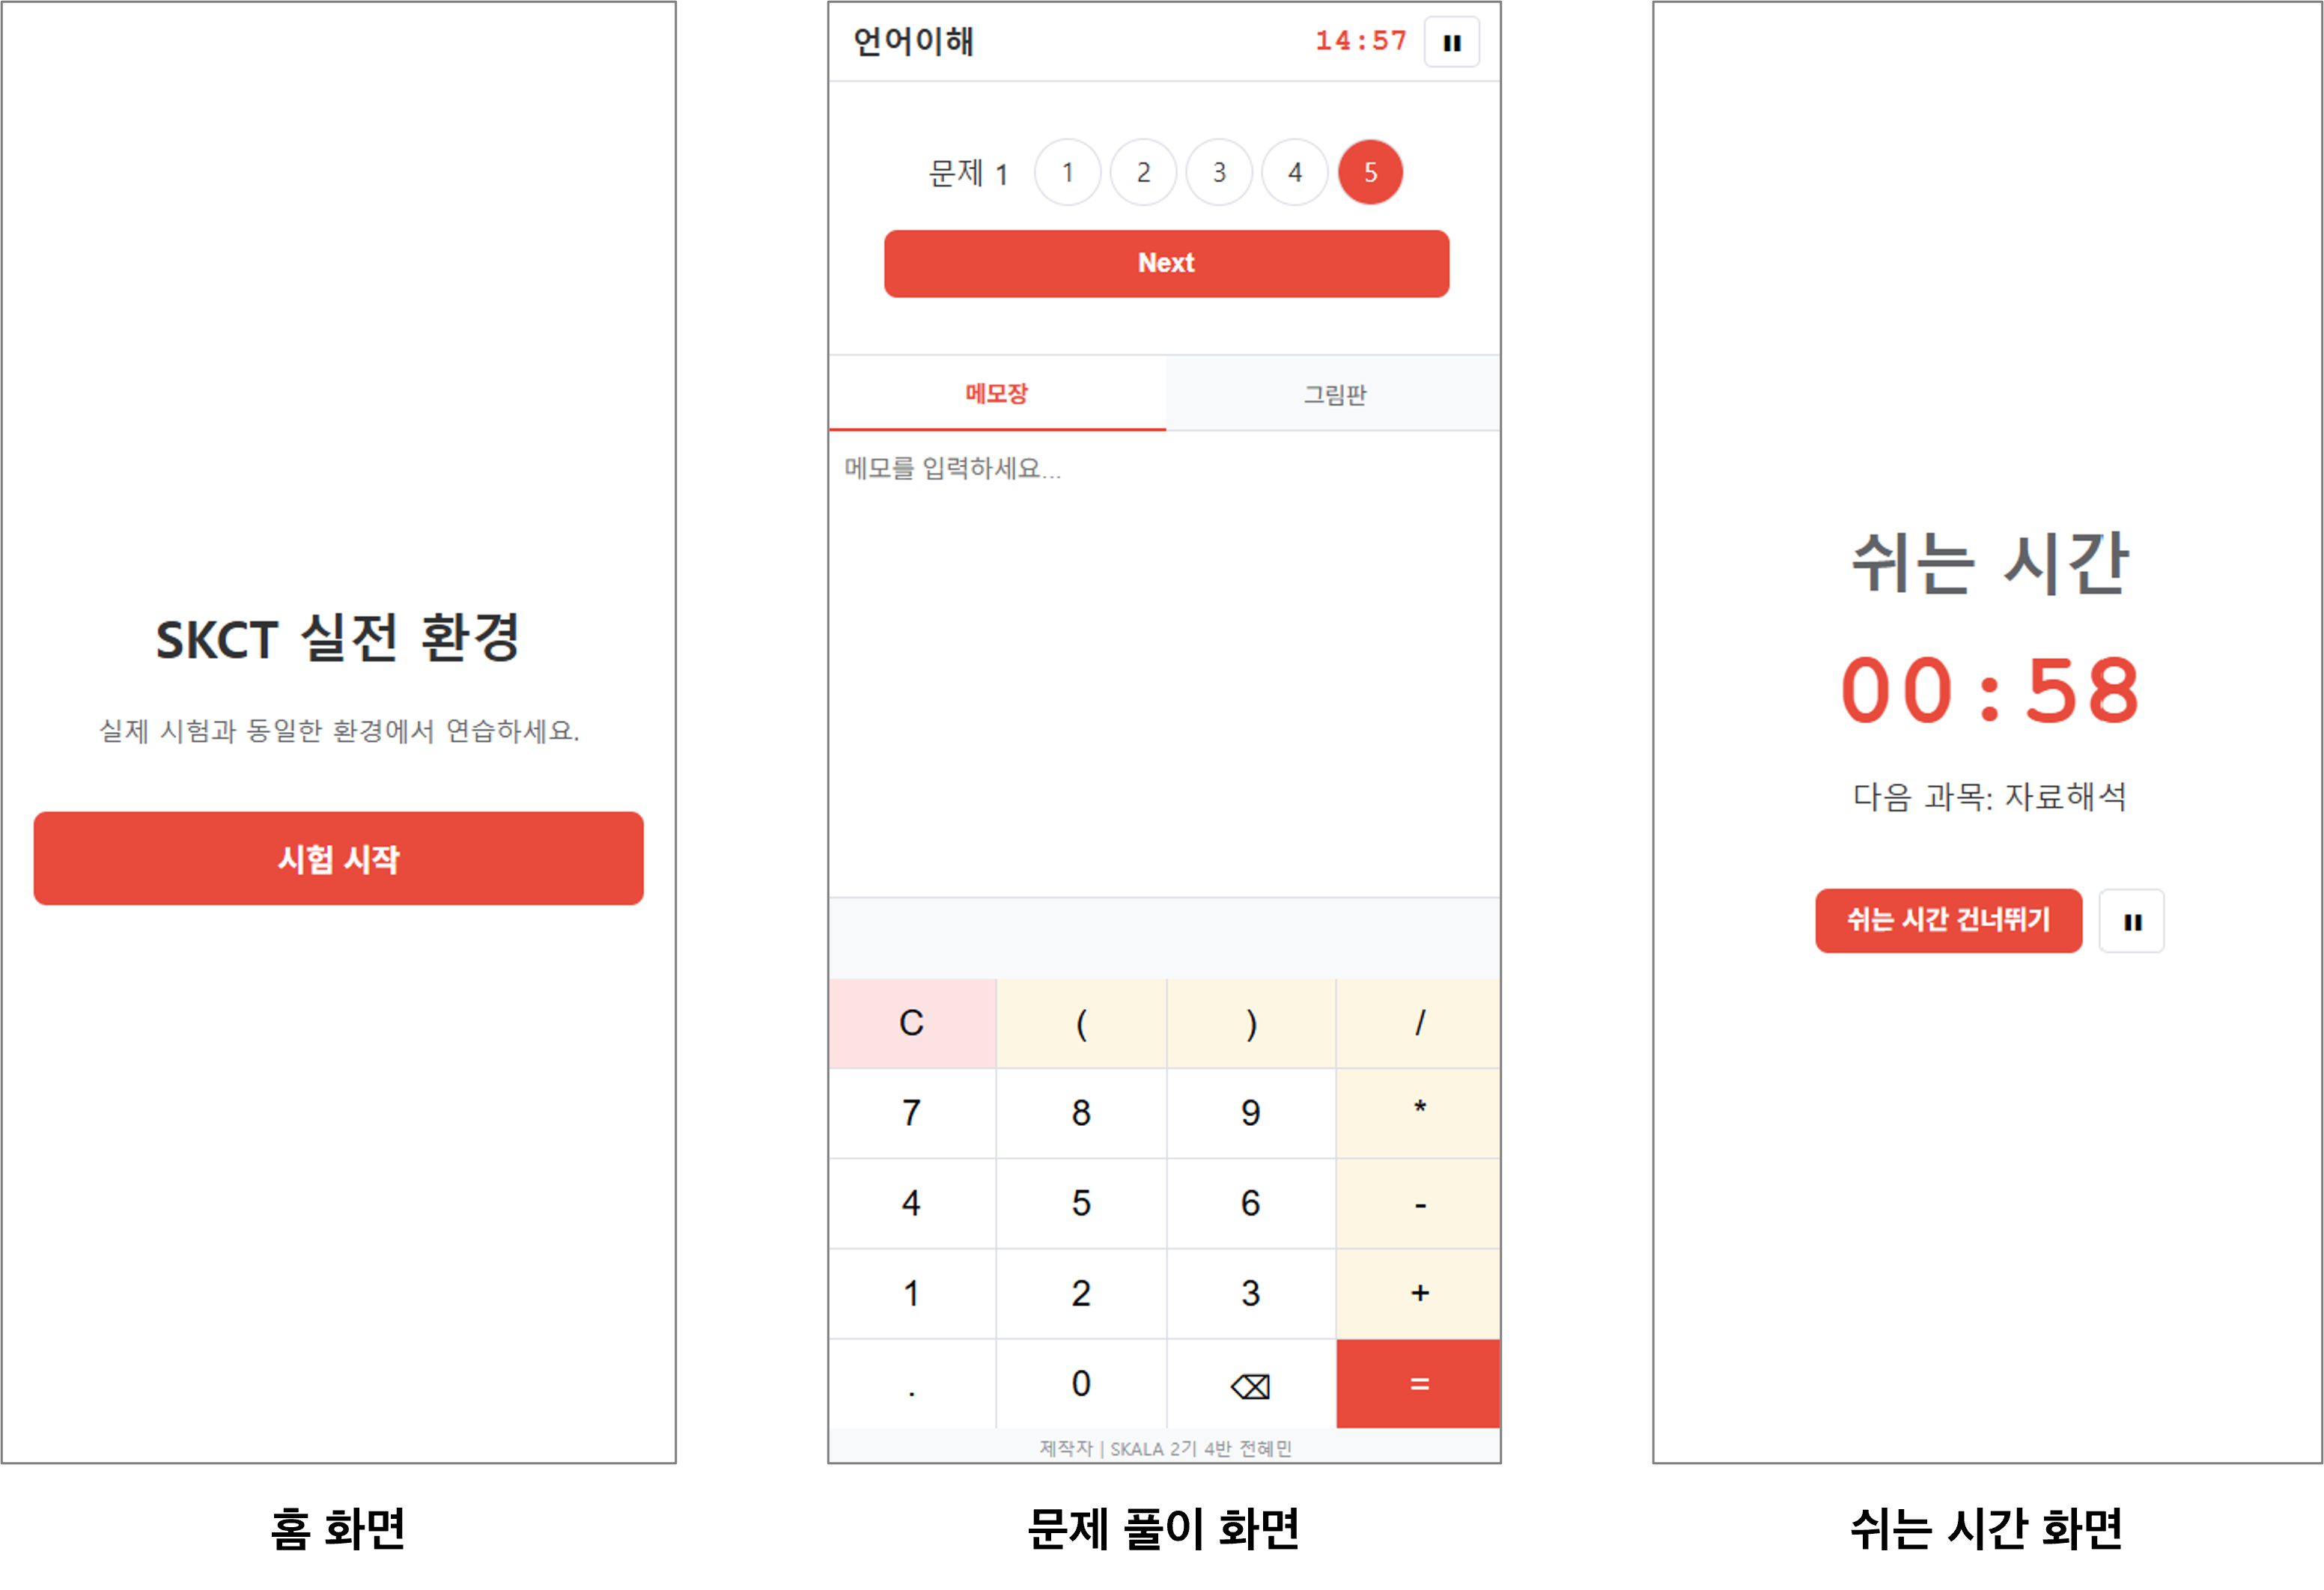 SKCT 실전 환경
실제 시험과 동일한 환경에서 연습하세요.
시험 시작
홈 화면
언어이해 14:57
문제 1 1 2 3 4 5
Next
메모장 그림판
메모를 입력하세요...
C ( ) /
7 8 9 *
4 5 6 -
1 2 3 +
. 0 ⌫ =
제작자 | SKALA 2기 4반 전혜민
문제 풀이 화면
쉬는 시간
00:58
다음 과목: 자료해석
쉬는 시간 건너뛰기
쉬는 시간 화면